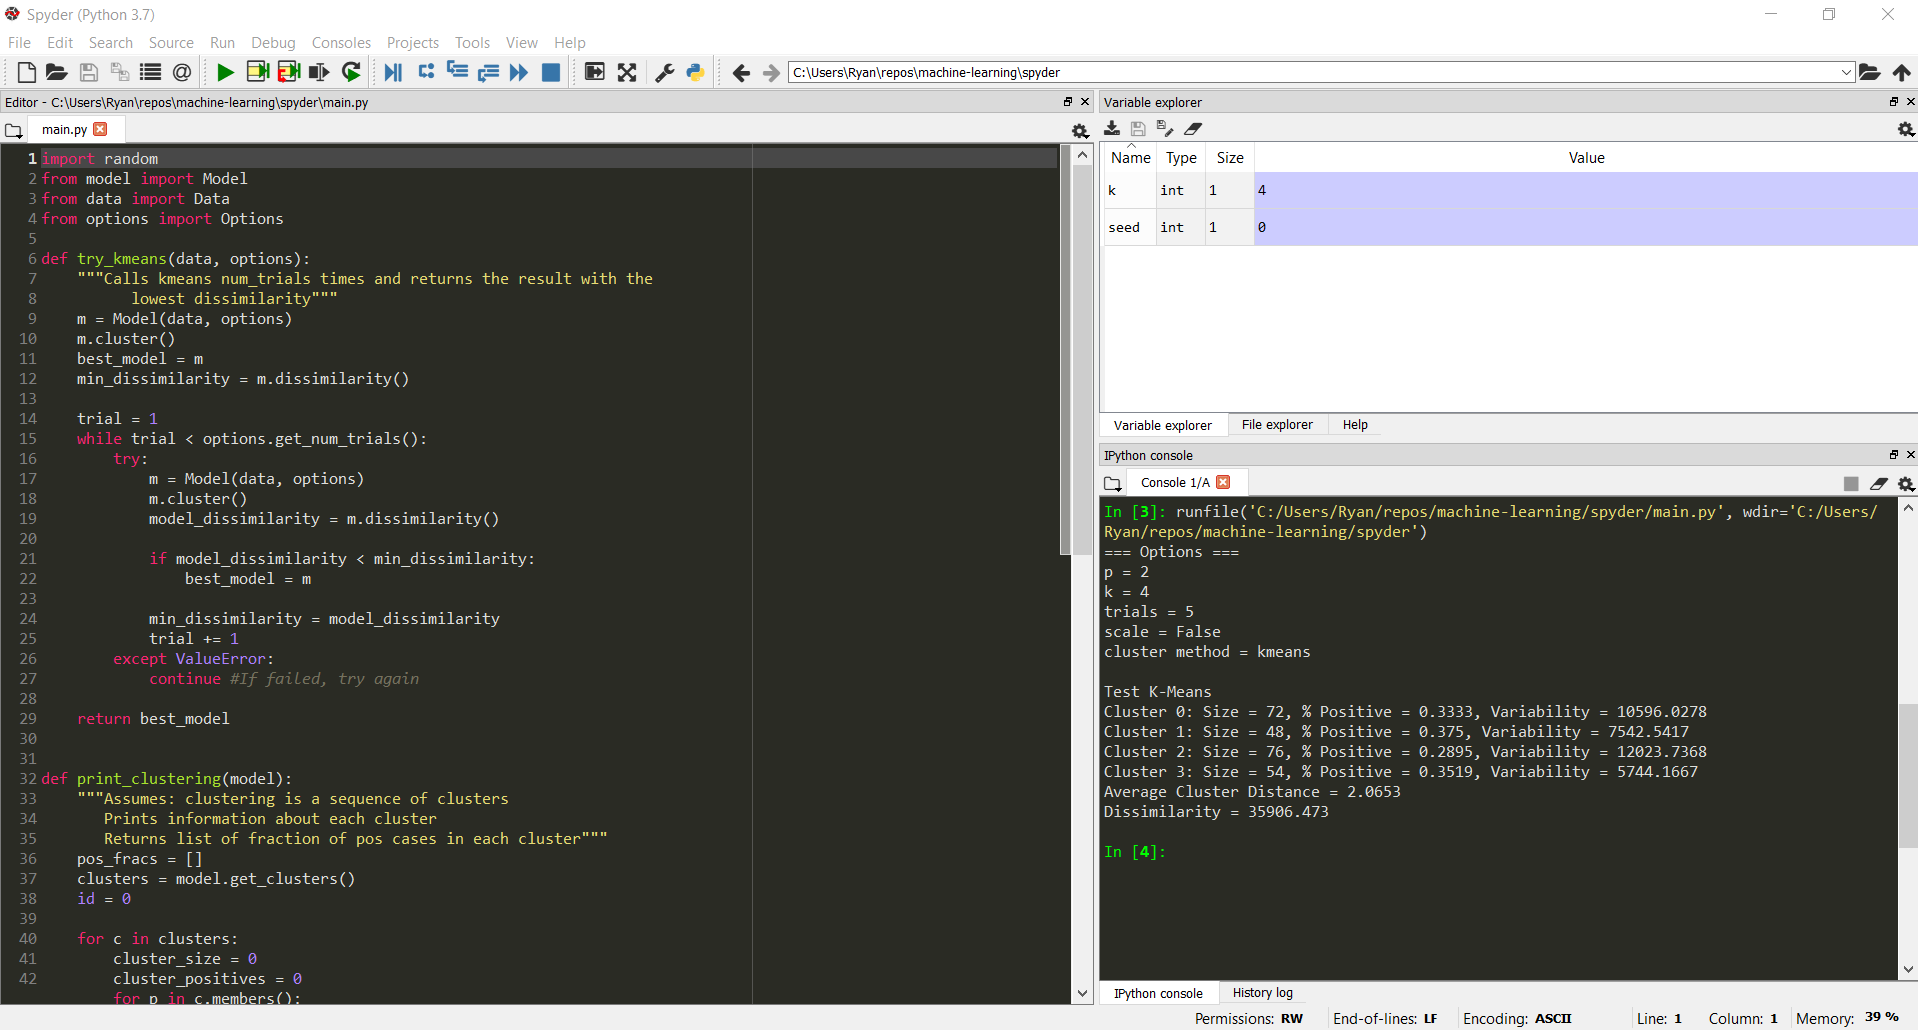 Spyder (Python 3.7)
File Edit Search Source Run Debug Consoles Projects Tools View Help
C:\Users\Ryan\repos\machine-learning\spyder
Editor - C:\Users\Ryan\repos\machine-learning\spyder\main.py
main.py
1 import random
2 from model import Model
3 from data import Data
4 from options import Options
5
6 def try_kmeans(data, options):
7     """Calls kmeans num_trials times and returns the result with the
8           lowest dissimilarity"""
9     m = Model(data, options)
10     m.cluster()
11     best_model = m
12     min_dissimilarity = m.dissimilarity()
13
14     trial = 1
15     while trial < options.get_num_trials():
16         try:
17             m = Model(data, options)
18             m.cluster()
19             model_dissimilarity = m.dissimilarity()
20
21             if model_dissimilarity < min_dissimilarity:
22                 best_model = m
23
24             min_dissimilarity = model_dissimilarity
25             trial += 1
26         except ValueError:
27             continue #If failed, try again
28
29     return best_model
30
31
32 def print_clustering(model):
33     """Assumes: clustering is a sequence of clusters
34        Prints information about each cluster
35        Returns list of fraction of pos cases in each cluster"""
36     pos_fracs = []
37     clusters = model.get_clusters()
38     id = 0
39
40     for c in clusters:
41         cluster_size = 0
42         cluster_positives = 0
        for p in c.members():
Variable explorer
Name Type Size Value
k int 1 4
seed int 1 0
Variable explorer File explorer Help
IPython console
Console 1/A
In [3]: runfile('C:/Users/Ryan/repos/machine-learning/spyder/main.py', wdir='C:/Users/
Ryan/repos/machine-learning/spyder')
=== Options ===
p = 2
k = 4
trials = 5
scale = False
cluster method = kmeans
Test K-Means
Cluster 0: Size = 72, % Positive = 0.3333, Variability = 10596.0278
Cluster 1: Size = 48, % Positive = 0.375, Variability = 7542.5417
Cluster 2: Size = 76, % Positive = 0.2895, Variability = 12023.7368
Cluster 3: Size = 54, % Positive = 0.3519, Variability = 5744.1667
Average Cluster Distance = 2.0653
Dissimilarity = 35906.473
In [4]:
IPython console History log
Permissions: RW End-of-lines: LF Encoding: ASCII Line: 1 Column: 1 Memory: 39 %